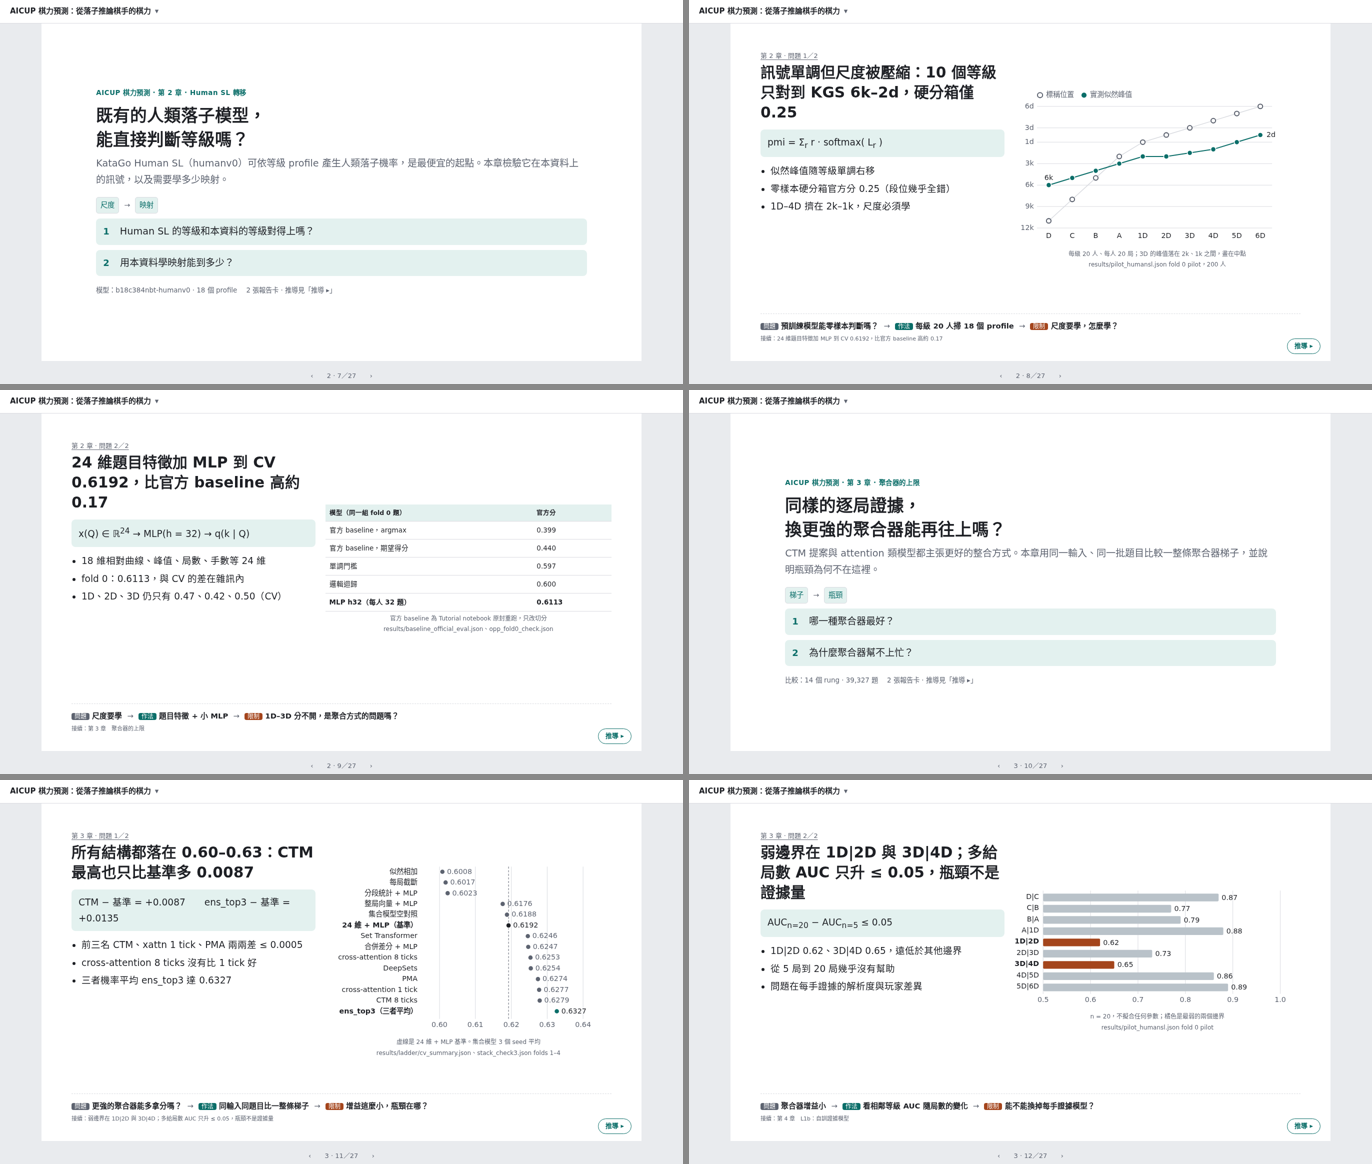 AICUP 棋力預測：從落子推論棋手的棋力 ▾
AICUP 棋力預測 · 第 2 章 · Human SL 轉移
既有的人類落子模型，
能直接判斷等級嗎？
KataGo Human SL（humanv0）可依等級 profile 產生人類落子機率，是最便宜的起點。本章檢驗它在本資料上
的訊號，以及需要學多少映射。
尺度 → 映射
1 Human SL 的等級和本資料的等級對得上嗎？
2 用本資料學映射能到多少？
模型：b18c384nbt-humanv0 · 18 個 profile 2 張報告卡 · 推導見「推導 ▸」
‹ 2 · 7／27 ›
AICUP 棋力預測：從落子推論棋手的棋力 ▾
第 2 章 · 問題 1／2
訊號單調但尺度被壓縮：10 個等級
只對到 KGS 6k–2d，硬分箱僅
0.25
pmi = Σr r · softmax( Lr )
• 似然峰值隨等級單調右移
• 零樣本硬分箱官方分 0.25（段位幾乎全錯）
• 1D–4D 擠在 2k–1k，尺度必須學
標稱位置 實測似然峰值
6d
3d
1d
3k
6k
9k
12k
6k
2d
D C B A 1D 2D 3D 4D 5D 6D
每級 20 人、每人 20 局；3D 的峰值落在 2k、1k 之間，畫在中點
results/pilot_humansl.json fold 0 pilot，200 人
問題 預訓練模型能零樣本判斷嗎？ → 作法 每級 20 人掃 18 個 profile → 限制 尺度要學，怎麼學？
接續：24 維題目特徵加 MLP 到 CV 0.6192，比官方 baseline 高約 0.17
推導 ▸
‹ 2 · 8／27 ›
AICUP 棋力預測：從落子推論棋手的棋力 ▾
第 2 章 · 問題 2／2
24 維題目特徵加 MLP 到 CV
0.6192，比官方 baseline 高約
0.17
x(Q) ∈ ℝ24 → MLP(h = 32) → q(k | Q)
• 18 維相對曲線、峰值、局數、手數等 24 維
• fold 0：0.6113，與 CV 的差在雜訊內
• 1D、2D、3D 仍只有 0.47、0.42、0.50（CV）
模型（同一組 fold 0 題） 官方分
官方 baseline，argmax 0.399
官方 baseline，期望得分 0.440
單調門檻 0.597
邏輯迴歸 0.600
MLP h32（每人 32 題） 0.6113
官方 baseline 為 Tutorial notebook 原封重跑，只改切分
results/baseline_official_eval.json、opp_fold0_check.json
問題 尺度要學 → 作法 題目特徵 + 小 MLP → 限制 1D–3D 分不開，是聚合方式的問題嗎？
接續：第 3 章 聚合器的上限
推導 ▸
‹ 2 · 9／27 ›
AICUP 棋力預測：從落子推論棋手的棋力 ▾
AICUP 棋力預測 · 第 3 章 · 聚合器的上限
同樣的逐局證據，
換更強的聚合器能再往上嗎？
CTM 提案與 attention 類模型都主張更好的整合方式。本章用同一輸入、同一批題目比較一整條聚合器梯子，並說
明瓶頸為何不在這裡。
梯子 → 瓶頸
1 哪一種聚合器最好？
2 為什麼聚合器幫不上忙？
比較：14 個 rung · 39,327 題 2 張報告卡 · 推導見「推導 ▸」
‹ 3 · 10／27 ›
AICUP 棋力預測：從落子推論棋手的棋力 ▾
第 3 章 · 問題 1／2
所有結構都落在 0.60–0.63：CTM
最高也只比基準多 0.0087
CTM − 基準 = +0.0087 ens_top3 − 基準 =
+0.0135
• 前三名 CTM、xattn 1 tick、PMA 兩兩差 ≤ 0.0005
• cross-attention 8 ticks 沒有比 1 tick 好
• 三者機率平均 ens_top3 達 0.6327
似然相加 0.6008
每局截斷 0.6017
分段統計 + MLP 0.6023
整局向量 + MLP 0.6176
集合模型空對照 0.6188
24 維 + MLP（基準） 0.6192
Set Transformer 0.6246
合併差分 + MLP 0.6247
cross-attention 8 ticks 0.6253
DeepSets 0.6254
PMA 0.6274
cross-attention 1 tick 0.6277
CTM 8 ticks 0.6279
ens_top3（三者平均） 0.6327
0.60 0.61 0.62 0.63 0.64
虛線是 24 維 + MLP 基準。集合模型 3 個 seed 平均
results/ladder/cv_summary.json、stack_check3.json folds 1–4
問題 更強的聚合器能多拿分嗎？ → 作法 同輸入同題目比一整條梯子 → 限制 增益這麼小，瓶頸在哪？
接續：弱邊界在 1D|2D 與 3D|4D；多給局數 AUC 只升 ≤ 0.05，瓶頸不是證據量
推導 ▸
‹ 3 · 11／27 ›
AICUP 棋力預測：從落子推論棋手的棋力 ▾
第 3 章 · 問題 2／2
弱邊界在 1D|2D 與 3D|4D；多給
局數 AUC 只升 ≤ 0.05，瓶頸不是
證據量
AUCn=20 − AUCn=5 ≤ 0.05
• 1D|2D 0.62、3D|4D 0.65，遠低於其他邊界
• 從 5 局到 20 局幾乎沒有幫助
• 問題在每手證據的解析度與玩家差異
D|C 0.87
C|B 0.77
B|A 0.79
A|1D 0.88
1D|2D 0.62
2D|3D 0.73
3D|4D 0.65
4D|5D 0.86
5D|6D 0.89
0.5 0.6 0.7 0.8 0.9 1.0
n = 20，不擬合任何參數；橘色是最弱的兩個邊界
results/pilot_humansl.json fold 0 pilot
問題 聚合器增益小 → 作法 看相鄰等級 AUC 隨局數的變化 → 限制 能不能換掉每手證據模型？
接續：第 4 章 L1b：自訓證據模型
推導 ▸
‹ 3 · 12／27 ›